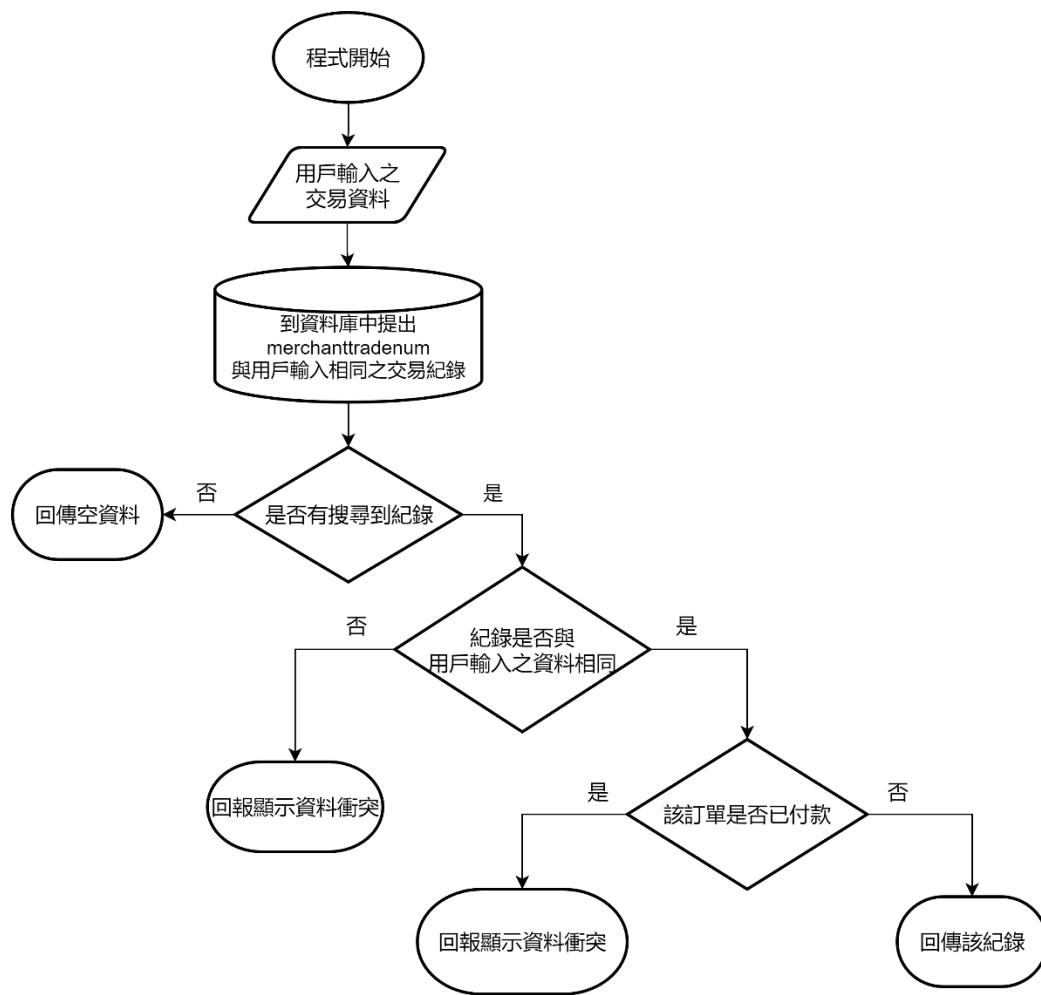 程式開始
用戶輸入之
交易資料
到資料庫中提出
merchanttradenum
與用戶輸入相同之交易紀錄
否
是
回傳空資料
是否有搜尋到紀錄
否
是
紀錄是否與
用戶輸入之資料相同
回報顯示資料衝突
是
否
該訂單是否已付款
回報顯示資料衝突
回傳該紀錄